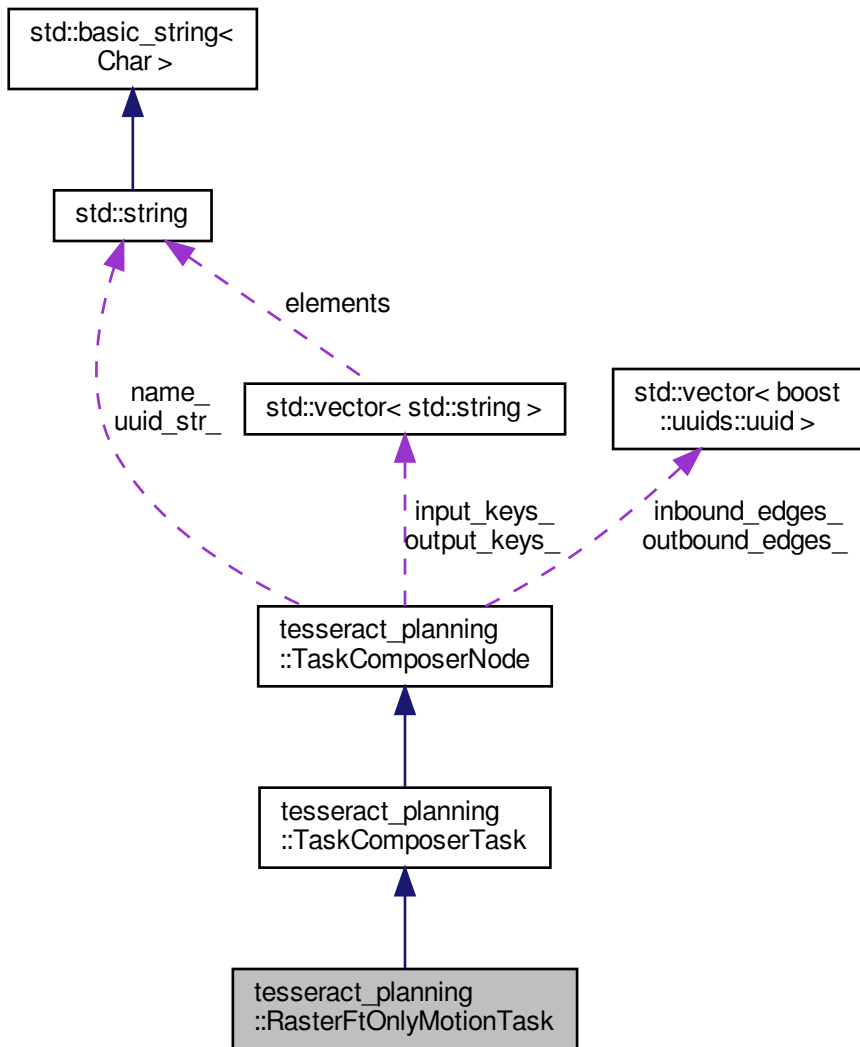 std::basic_string<
Char >
std::string
elements
name_
uuid_str_
std::vector< std::string >
std::vector< boost
::uuids::uuid >
input_keys_
output_keys_
inbound_edges_
outbound_edges_
tesseract_planning
::TaskComposerNode
tesseract_planning
::TaskComposerTask
tesseract_planning
::RasterFtOnlyMotionTask